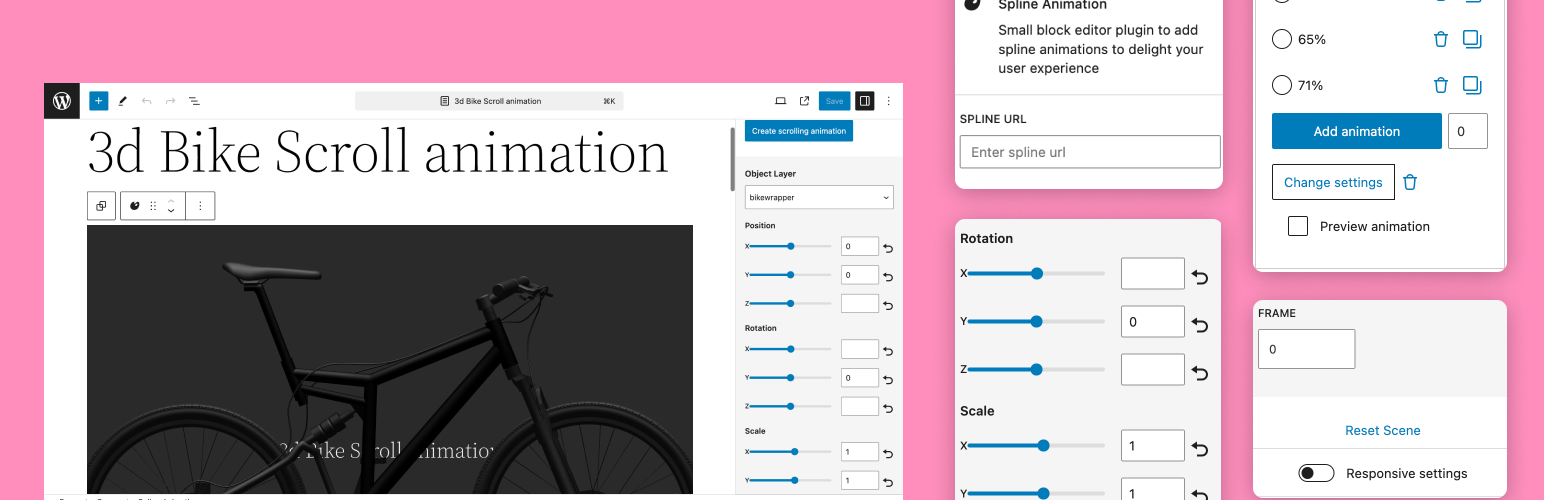 3d Bike Scroll animation
⌘K
Save
3d Bike Scroll animation
Create scrolling animation
Object Layer
bikewrapper
Position
X 0
Y 0
Z
Rotation
X
Y 0
Z
Scale
X 1
Y 1
3d Bike Scroll animation
Spline Animation
Small block editor plugin to add
spline animations to delight your
user experience
SPLINE URL
Enter spline url
Rotation
X
Y 0
Z
Scale
X 1
Y 1
65%
71%
Add animation 0
Change settings
Preview animation
FRAME
0
Reset Scene
Responsive settings